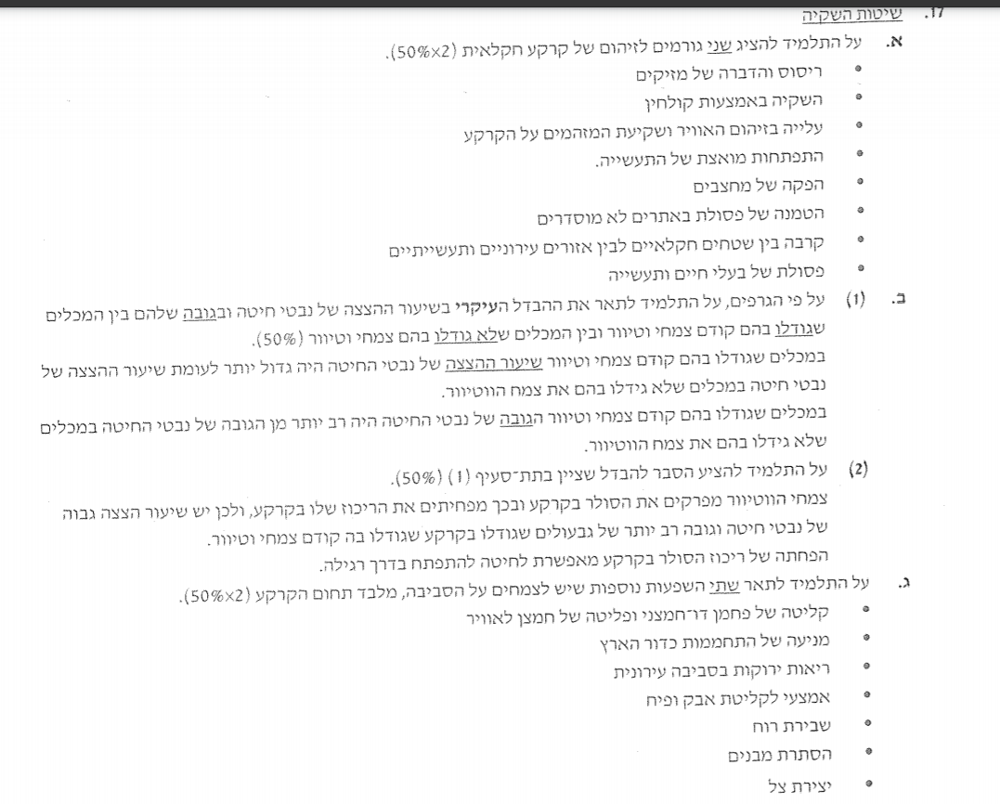 17. שיטות השקיה
א. על התלמיד להציג שני גורמים לזיהום של קרקע חקלאית (50%×2).
• ריסוס והדברה של מזיקים
• השקיה באמצעות קולחין
• עלייה בזיהום האוויר ושקיעת המזהמים על הקרקע
• התפתחות מואצת של התעשייה.
• הפקה של מחצבים
• הטמנה של פסולת באתרים לא מוסדרים
• קרבה בין שטחים חקלאיים לבין אזורים עירוניים ותעשייתיים
• פסולת של בעלי חיים ותעשייה
ב. (1) על פי הגרפים, על התלמיד לתאר את ההבדל העיקרי בשיעור ההצצה של נבטי חיטה ובגובה שלהם בין המכלים
שגודלו בהם קודם צמחי וטיוור ובין המכלים שלא גודלו בהם צמחי וטיוור (50%).
במכלים שגודלו בהם קודם צמחי וטיוור שיעור ההצצה של נבטי החיטה היה גדול יותר לעומת שיעור ההצצה של
נבטי חיטה במכלים שלא גידלו בהם את צמח הווטיוור.
במכלים שגודלו בהם קודם צמחי וטיוור הגובה של נבטי החיטה היה רב יותר מן הגובה של נבטי החיטה במכלים
שלא גידלו בהם את צמח הווטיוור.
(2) על התלמיד להציע הסבר להבדל שציין בתת־סעיף (1) (50%).
צמחי הווטיוור מפרקים את הסולר בקרקע ובכך מפחיתים את הריכוז שלו בקרקע, ולכן יש שיעור הצצה גבוה
של נבטי חיטה וגובה רב יותר של גבעולים שגודלו בקרקע שגודלו בה קודם צמחי וטיוור.
הפחתה של ריכוז הסולר בקרקע מאפשרת לחיטה להתפתח בדרך רגילה.
ג. על התלמיד לתאר שתי השפעות נוספות שיש לצמחים על הסביבה, מלבד תחום הקרקע (50%×2).
• קליטה של פחמן דו־חמצני ופליטה של חמצן לאוויר
• מניעה של התחממות כדור הארץ
• ריאות ירוקות בסביבה עירונית
• אמצעי לקליטת אבק ופיח
• שבירת רוח
• הסתרת מבנים
• יצירת צל